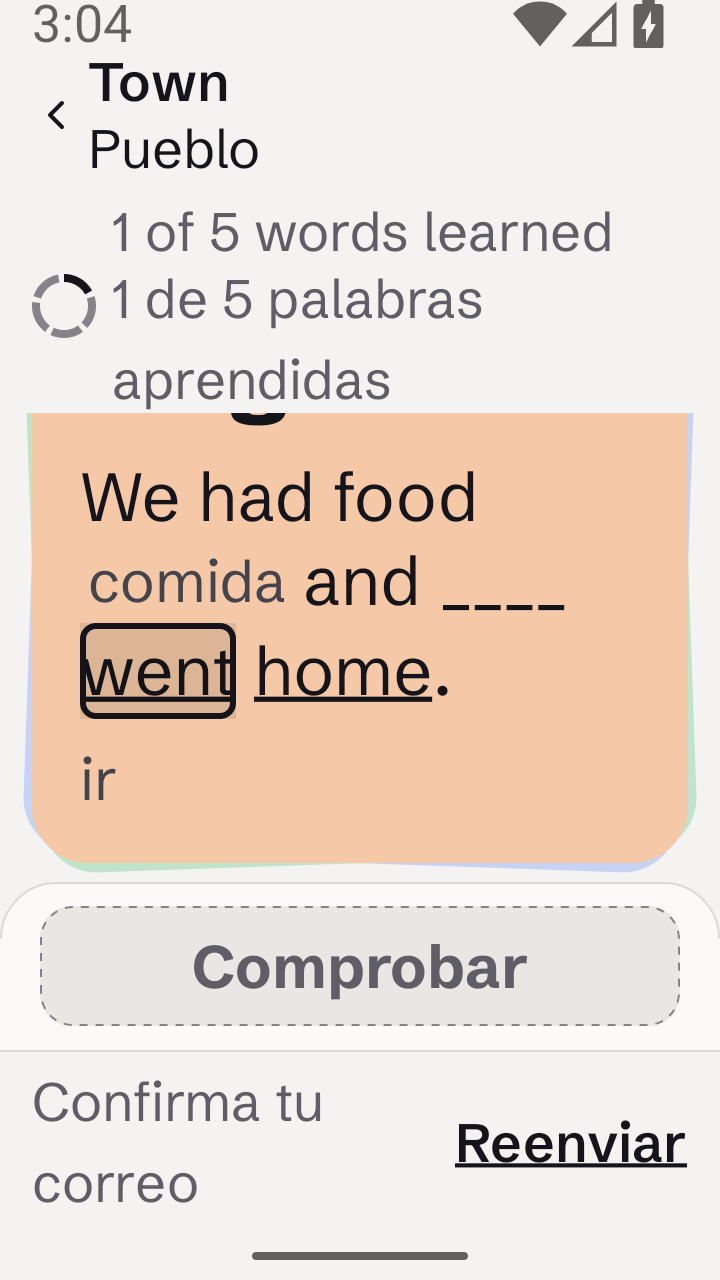 3:04
Town
Pueblo
1 of 5 words learned
1 de 5 palabras
aprendidas
We had food
comida and ____
went home.
ir
Comprobar
Confirma tu
correo
Reenviar